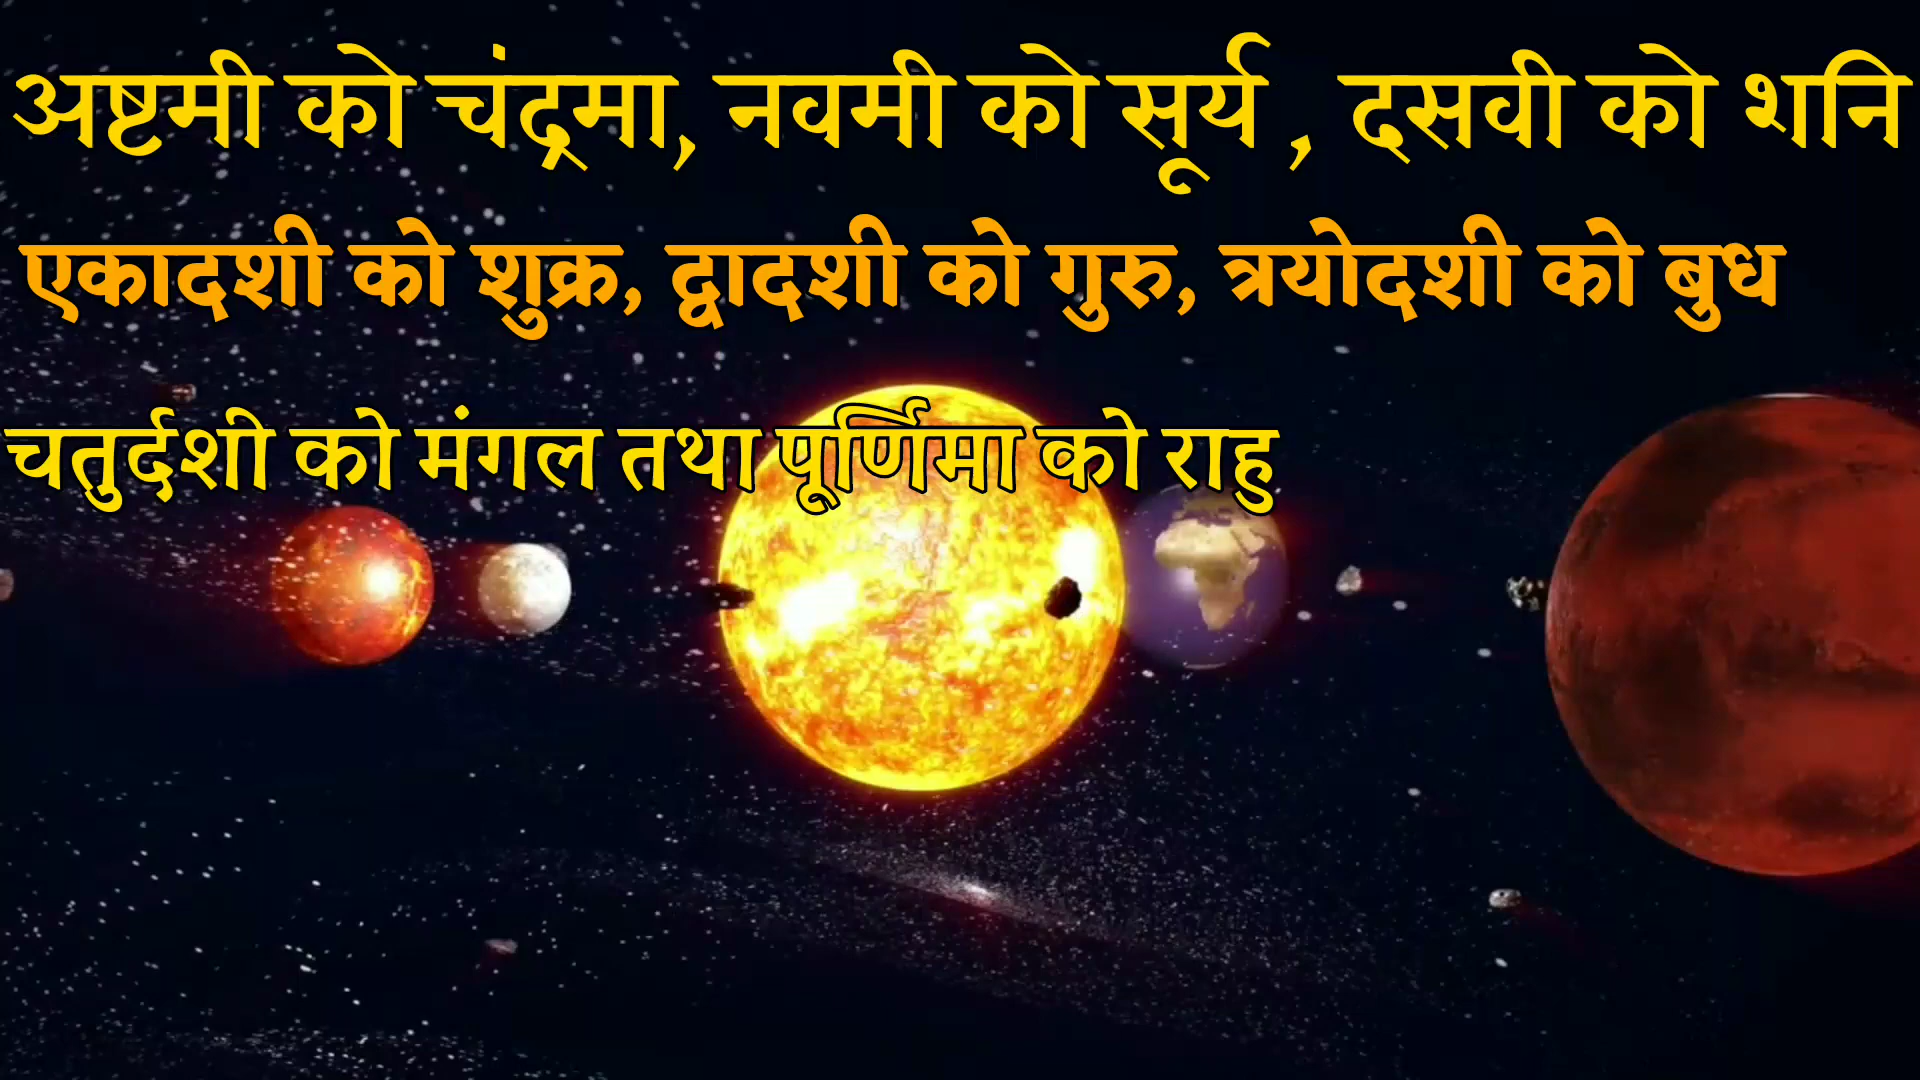 अष्टमी को चंद्रमा, नवमी को सूर्य , दसवी को शनि
एकादशी को शुक्र, द्वादशी को गुरु, त्रयोदशी को बुध
चतुर्दशी को मंगल तथा पूर्णिमा को राहु